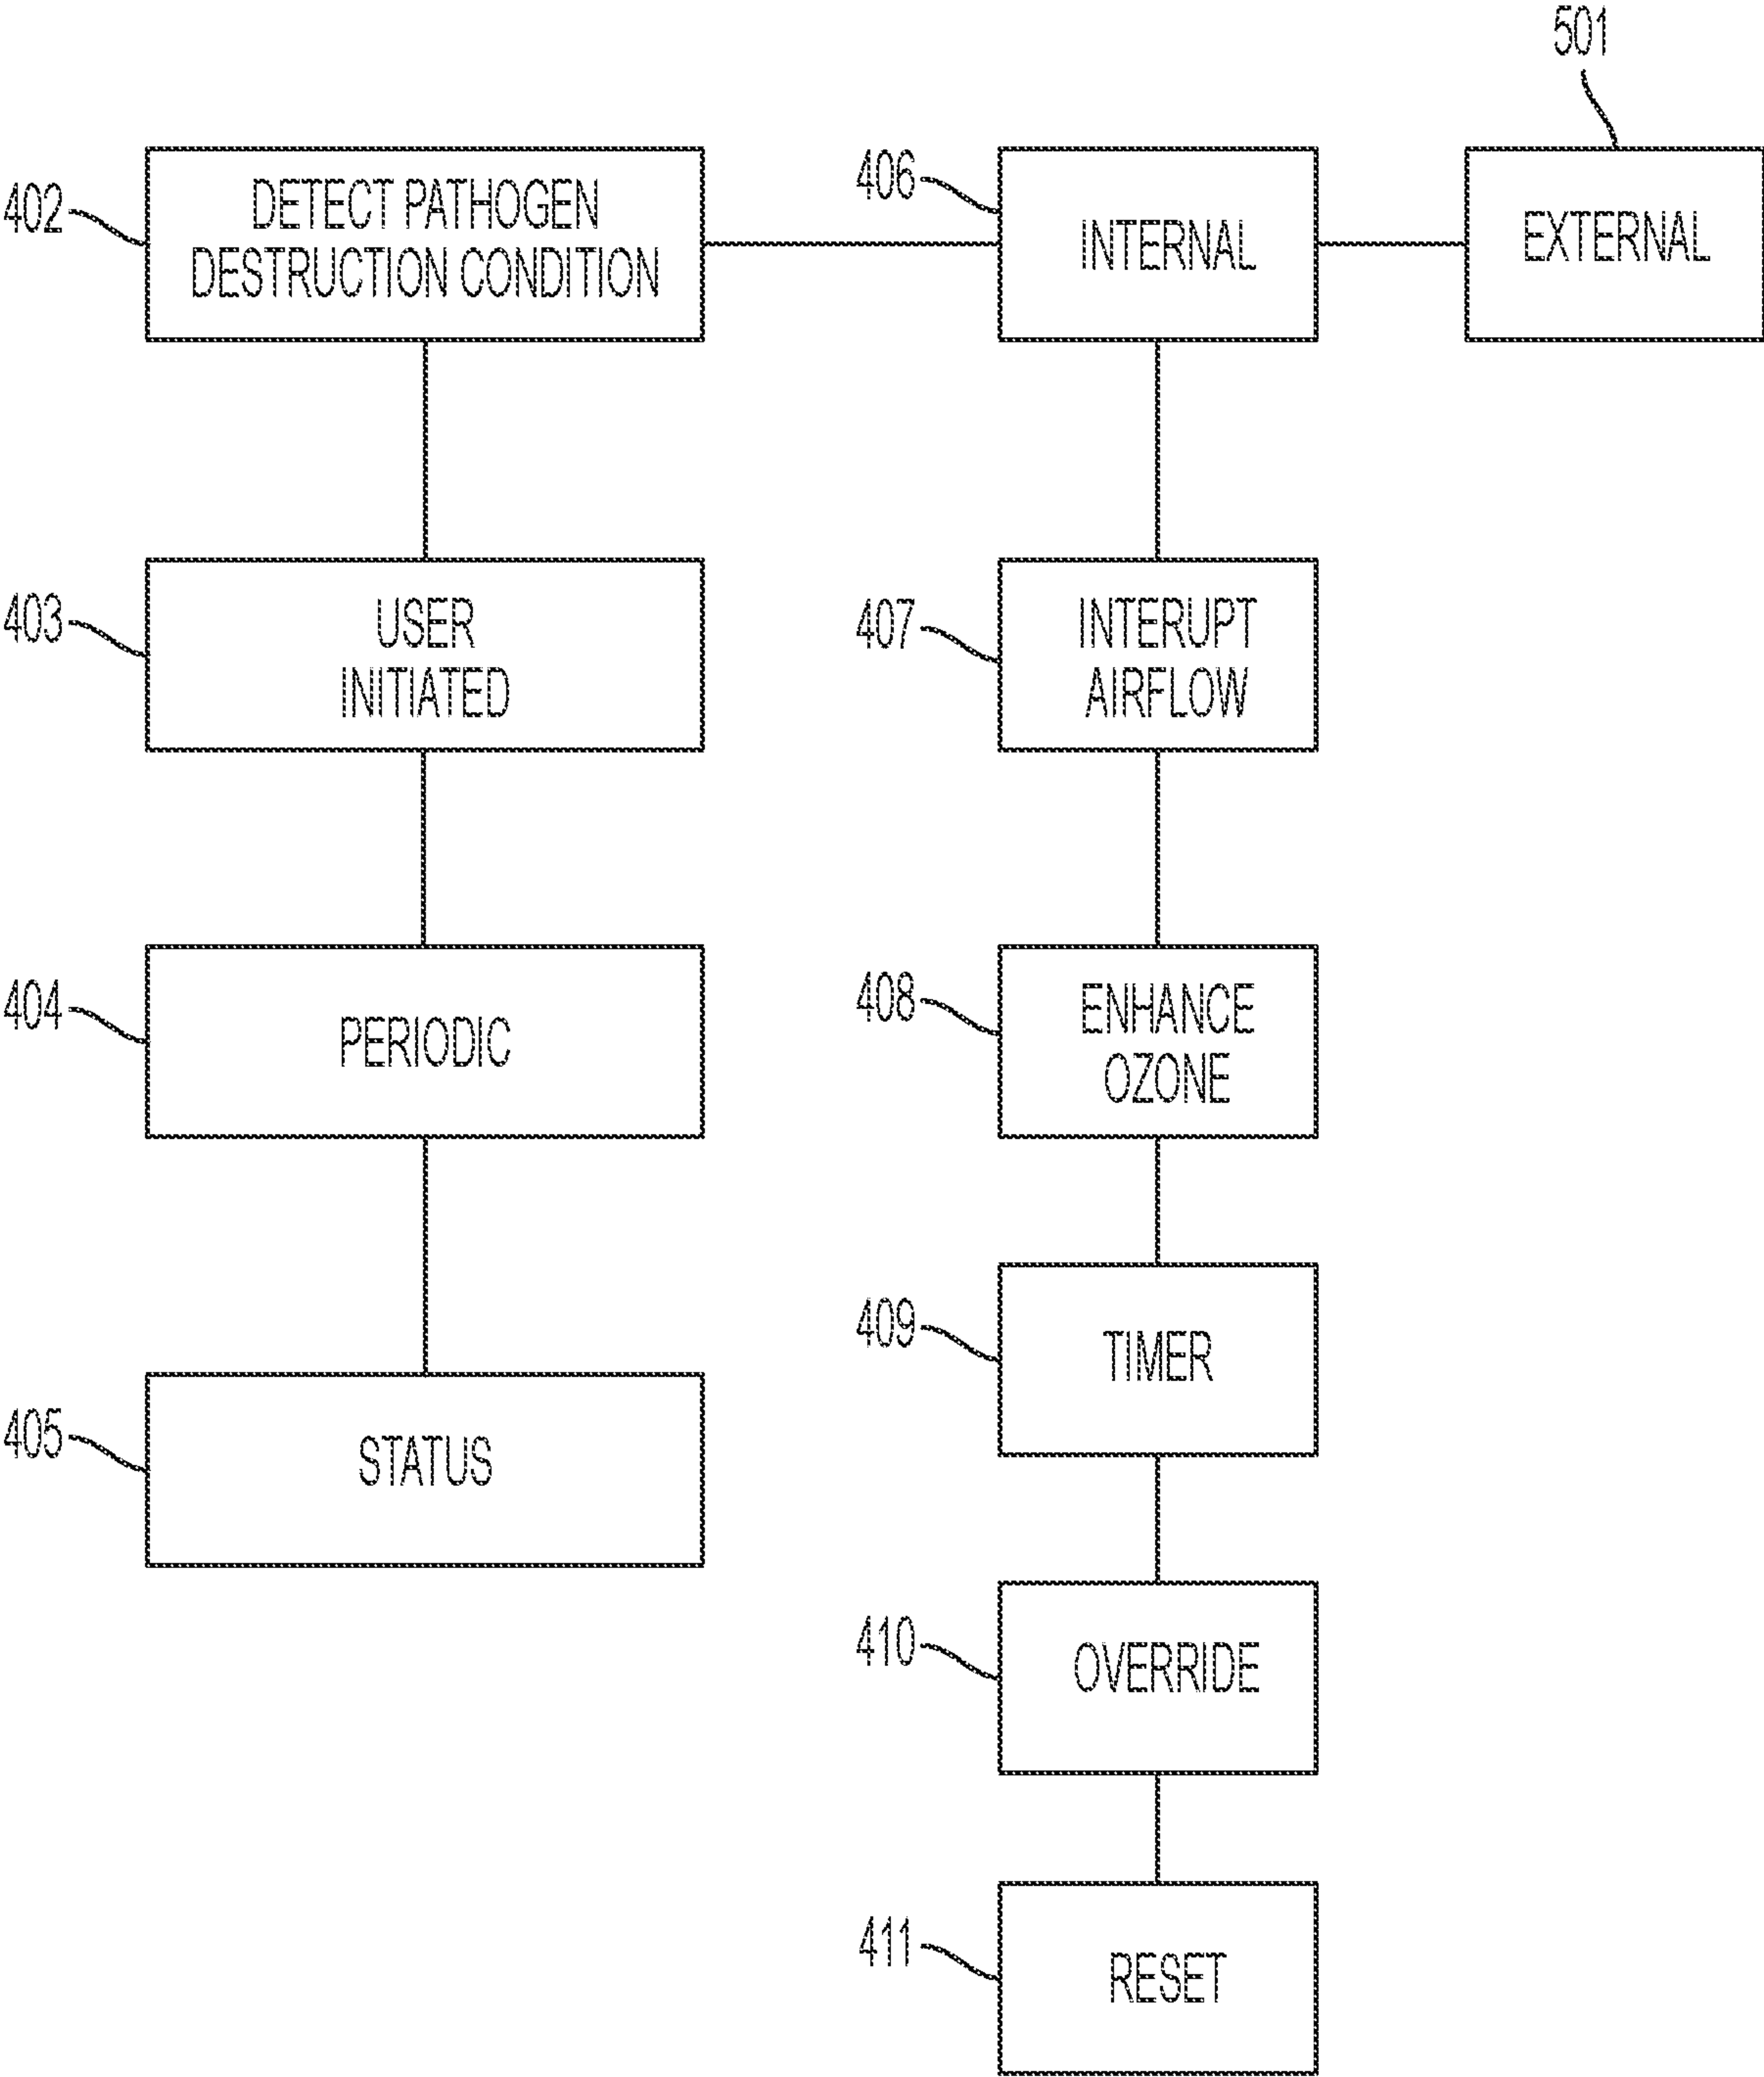 501
402
DETECT PATHOGEN
DESTRUCTION CONDITION
406
INTERNAL
EXTERNAL
403
USER
INITIATED
407
INTERUPT
AIRFLOW
404
PERIODIC
408
ENHANCE
OZONE
409
TIMER
405
STATUS
410
OVERRIDE
411
RESET